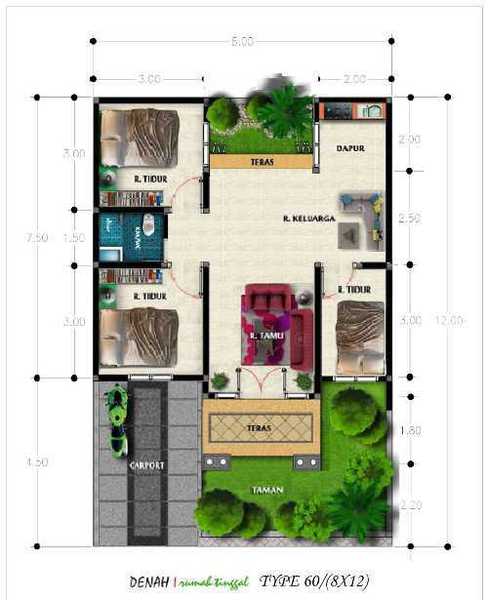 8.00
3.00
2.00
3.00
2.00
DAPUR
TERAS
R. TIDUR
R. KELUARGA
2.50
7.50
1.50
KM/WC
R. TIDUR
R. TIDUR
3.00
3.00
12.00
R. TAMU
TERAS
1.80
4.50
CARPORT
TAMAN
2.20
DENAH | rumah tinggal TYPE 60/(8X12)